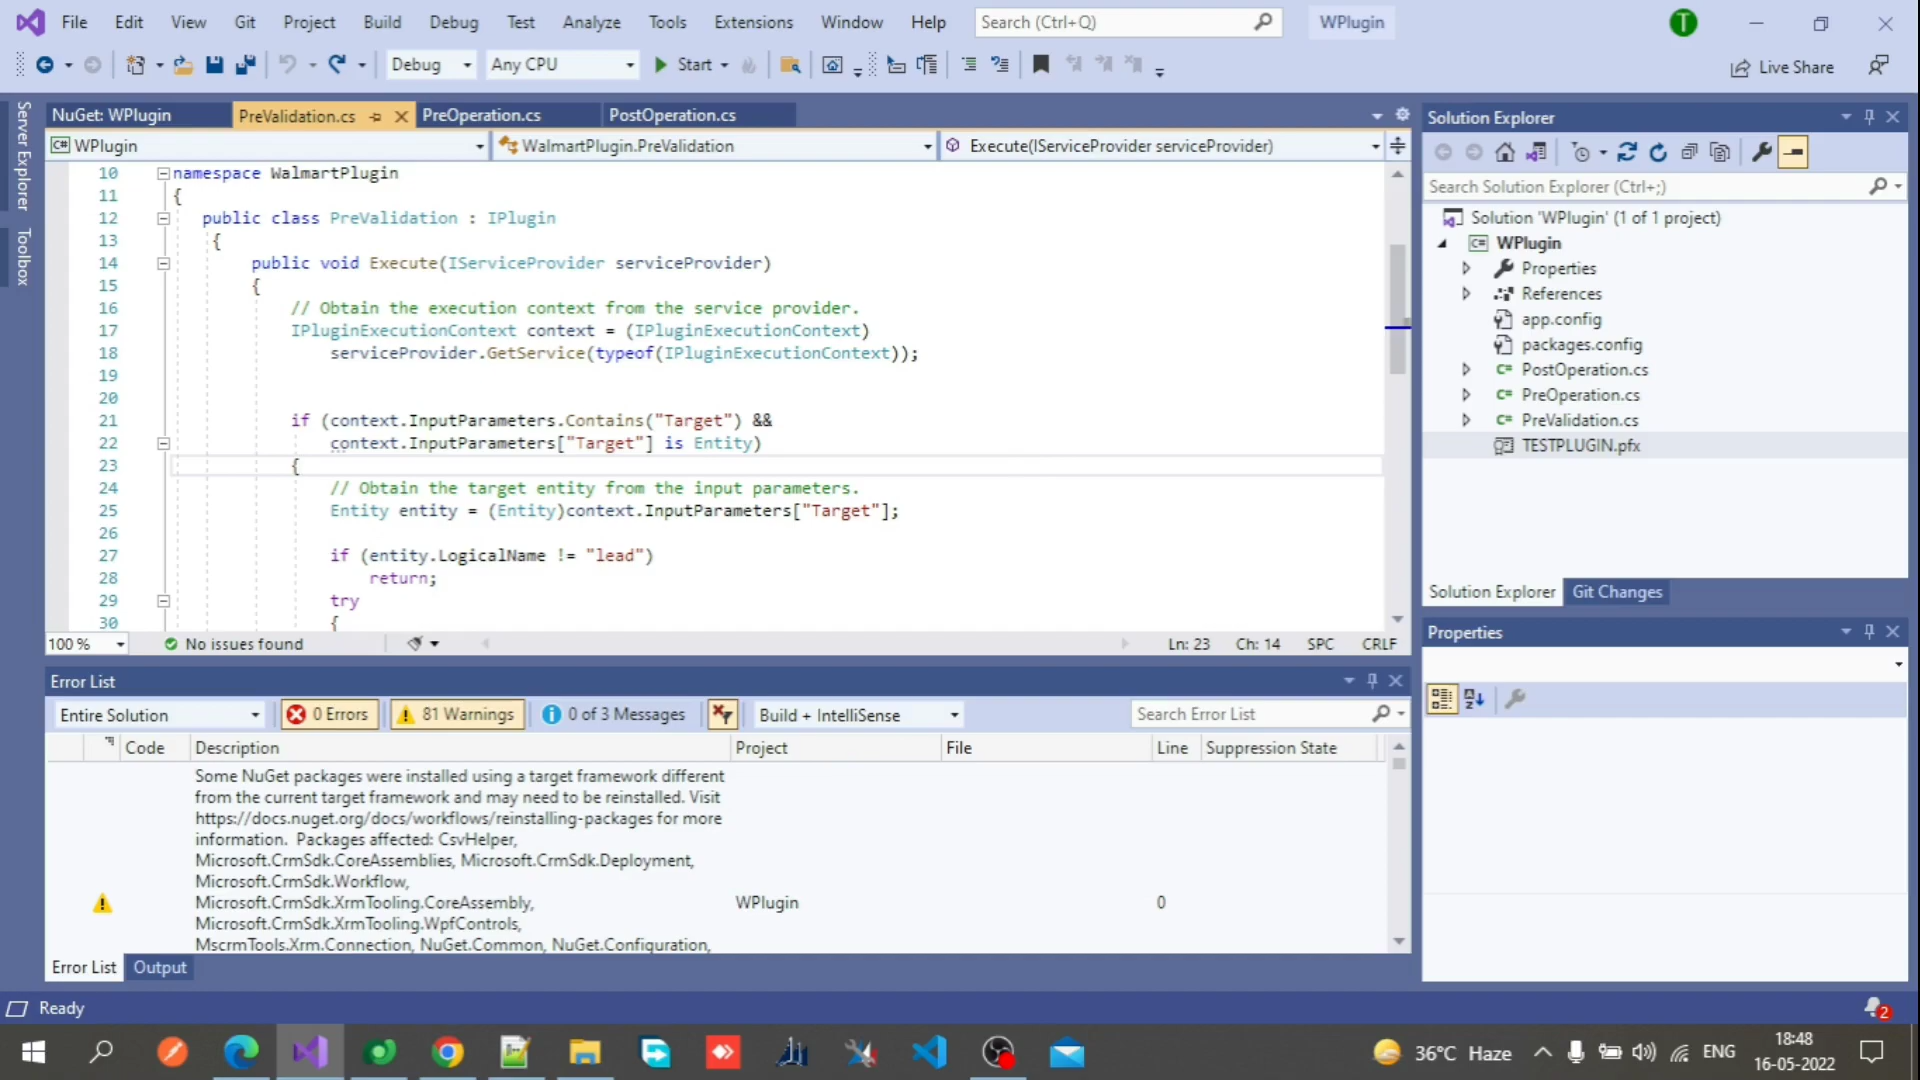 File Edit View Git Project Build Debug Test Analyze Tools Extensions Window Help Search (Ctrl+Q) WPlugin T
Debug Any CPU Start Live Share
Server Explorer
Toolbox
NuGet: WPlugin PreValidation.cs PreOperation.cs PostOperation.cs
C# WPlugin WalmartPlugin.PreValidation Execute(IServiceProvider serviceProvider)
10 namespace WalmartPlugin
11 {
12 public class PreValidation : IPlugin
13 {
14 public void Execute(IServiceProvider serviceProvider)
15 {
16 // Obtain the execution context from the service provider.
17 IPluginExecutionContext context = (IPluginExecutionContext)
18 serviceProvider.GetService(typeof(IPluginExecutionContext));
19
20
21 if (context.InputParameters.Contains("Target") &&
22 context.InputParameters["Target"] is Entity)
23 {
24 // Obtain the target entity from the input parameters.
25 Entity entity = (Entity)context.InputParameters["Target"];
26
27 if (entity.LogicalName != "lead")
28 return;
29 try
30 {
100 % No issues found Ln: 23 Ch: 14 SPC CRLF
Error List
Entire Solution 0 Errors 81 Warnings 0 of 3 Messages Build + IntelliSense Search Error List
Code Description Project File Line Suppression State
Some NuGet packages were installed using a target framework different
from the current target framework and may need to be reinstalled. Visit
https://docs.nuget.org/docs/workflows/reinstalling-packages for more
information. Packages affected: CsvHelper,
Microsoft.CrmSdk.CoreAssemblies, Microsoft.CrmSdk.Deployment,
Microsoft.CrmSdk.Workflow,
Microsoft.CrmSdk.XrmTooling.CoreAssembly, WPlugin 0
Microsoft.CrmSdk.XrmTooling.WpfControls,
MscrmTools.Xrm.Connection, NuGet.Common, NuGet.Configuration,
Error List Output
Solution Explorer
Search Solution Explorer (Ctrl+;)
Solution 'WPlugin' (1 of 1 project)
C# WPlugin
Properties
References
app.config
packages.config
C# PostOperation.cs
C# PreOperation.cs
C# PreValidation.cs
TESTPLUGIN.pfx
Solution Explorer Git Changes
Properties
Ready 2
36°C Haze ENG 18:48
16-05-2022